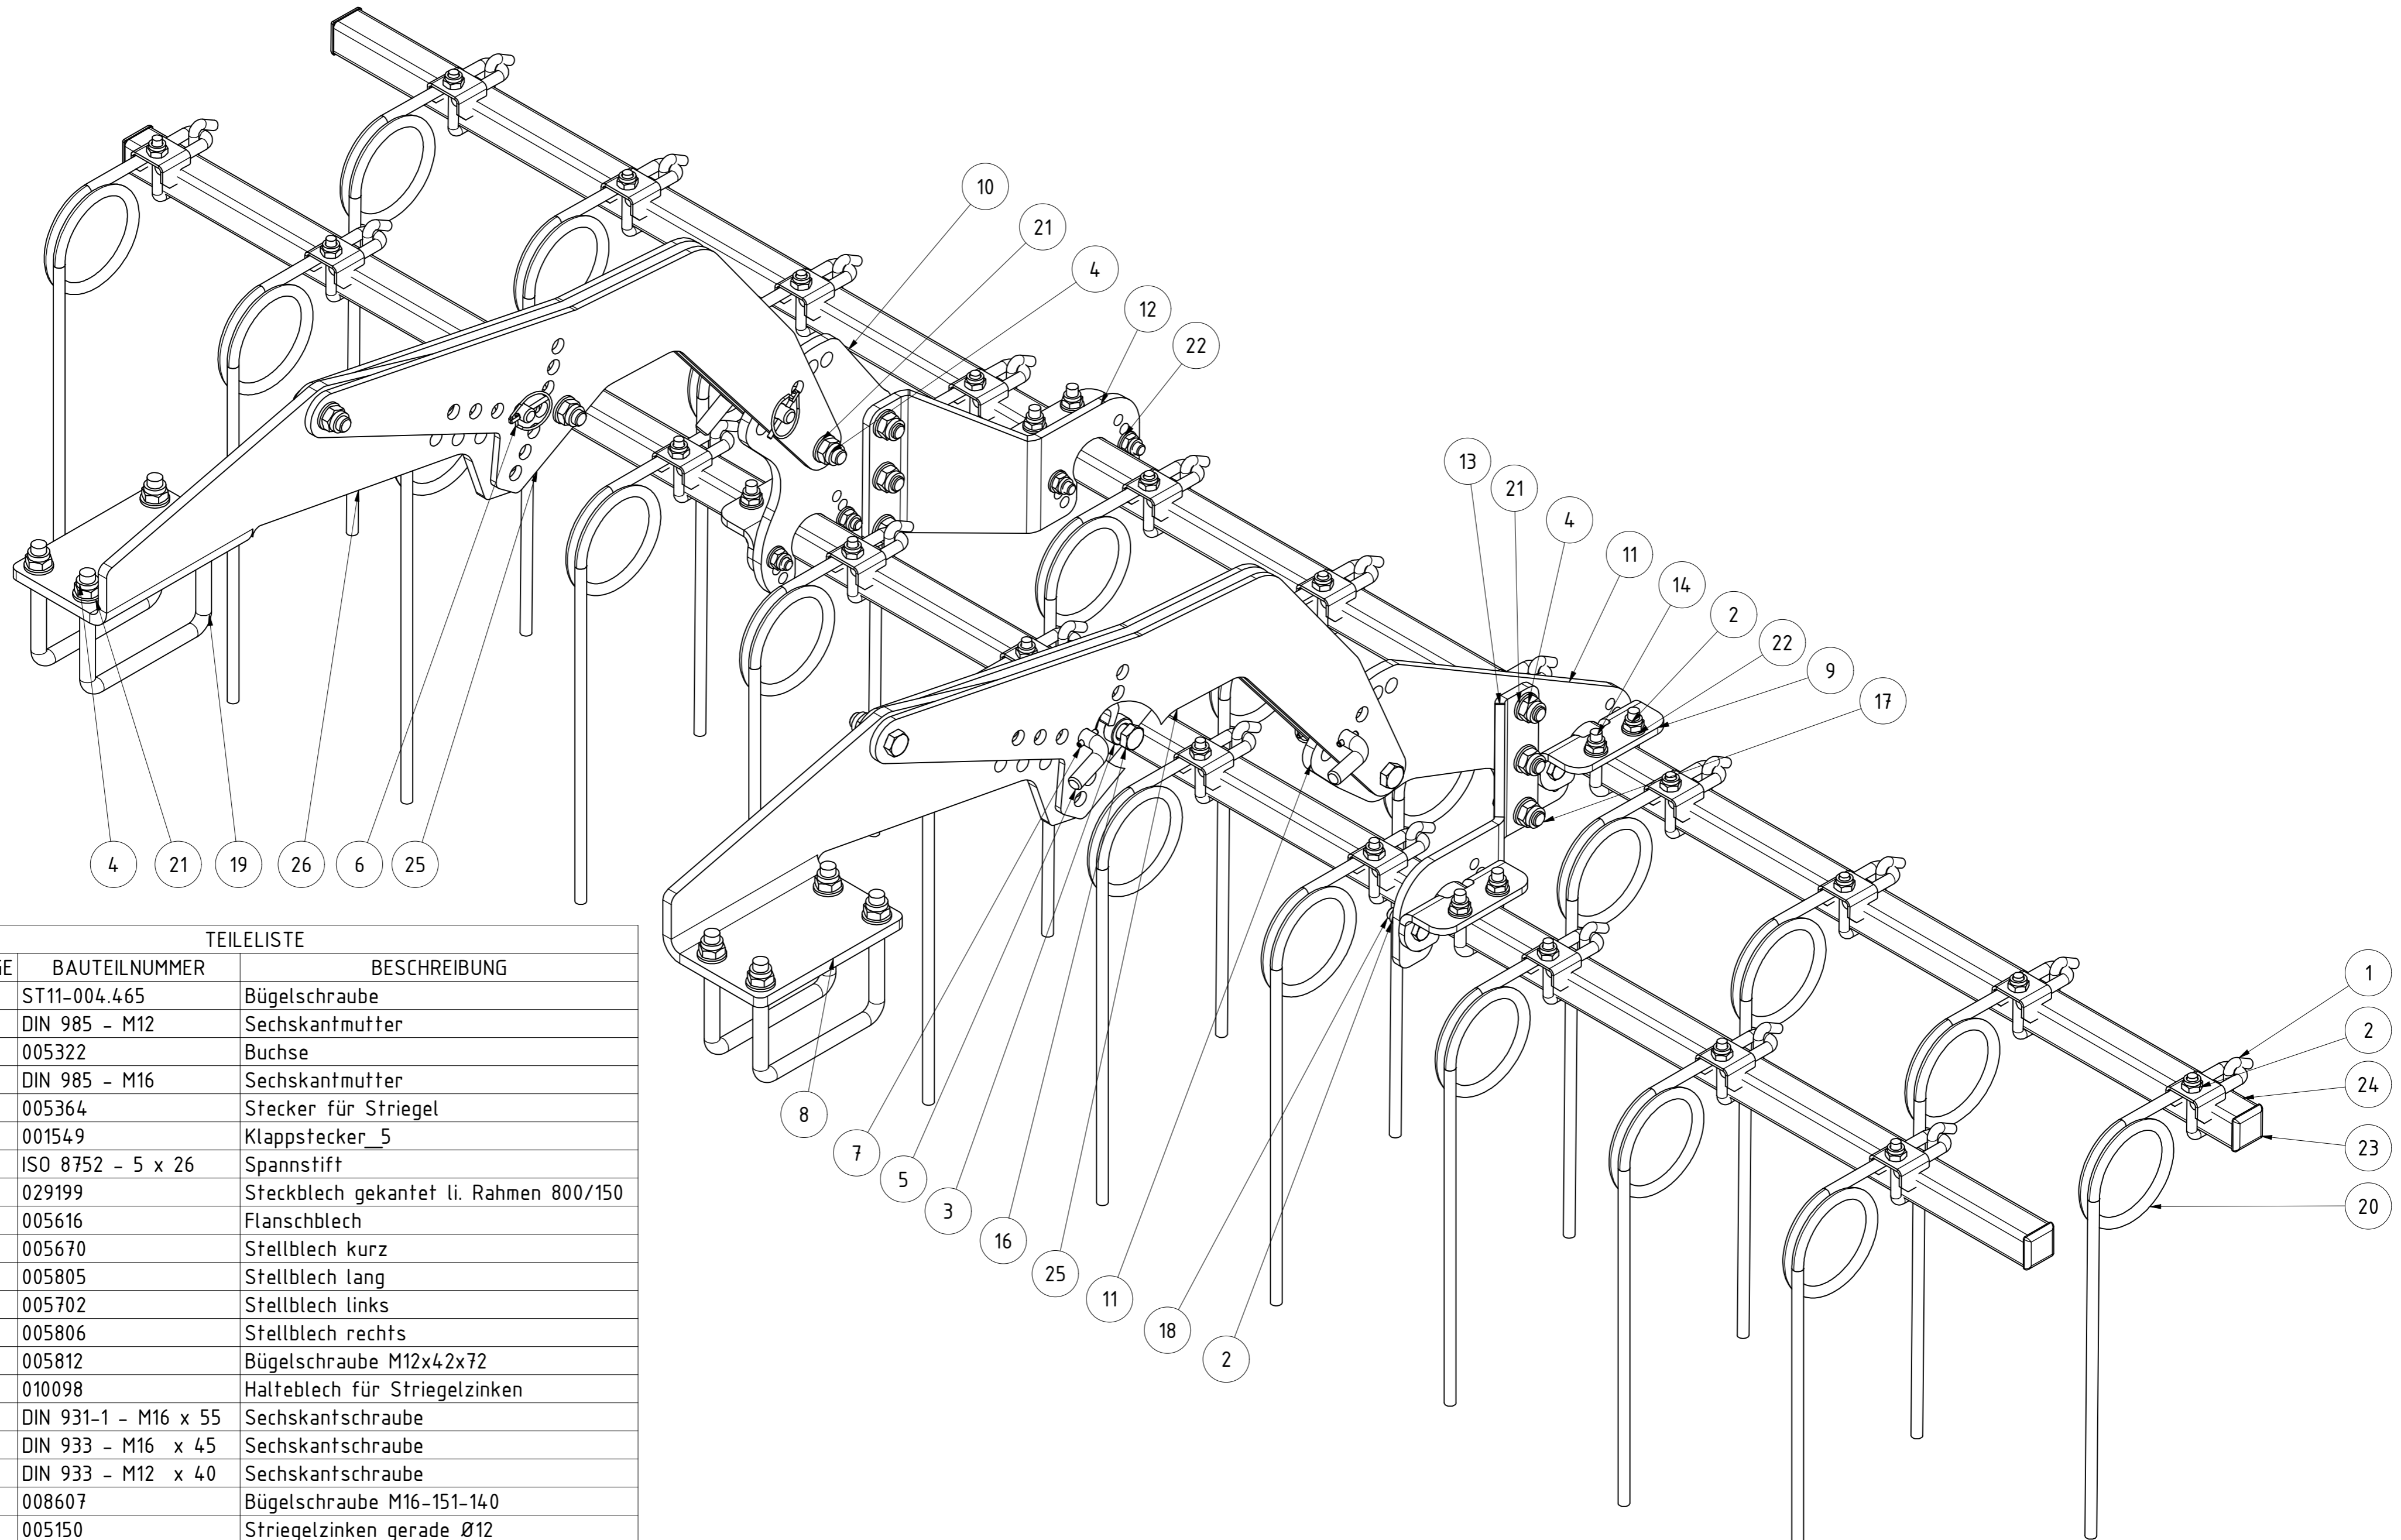 10
21
4
12
22
13
21
4
11
14
2
22
9
17
4 21 19 26 6 25
1
2
24
23
20
8
7
5
3
16
25
11
18
2
TEILELISTE
GE BAUTEILNUMMER BESCHREIBUNG
ST11-004.465 Bügelschraube
DIN 985 - M12 Sechskantmutter
005322 Buchse
DIN 985 - M16 Sechskantmutter
005364 Stecker für Striegel
001549 Klappstecker_5
ISO 8752 - 5 x 26 Spannstift
029199 Steckblech gekantet li. Rahmen 800/150
005616 Flanschblech
005670 Stellblech kurz
005805 Stellblech lang
005702 Stellblech links
005806 Stellblech rechts
005812 Bügelschraube M12x42x72
010098 Halteblech für Striegelzinken
DIN 931-1 - M16 x 55 Sechskantschraube
DIN 933 - M16 x 45 Sechskantschraube
DIN 933 - M12 x 40 Sechskantschraube
008607 Bügelschraube M16-151-140
005150 Striegelzinken gerade Ø12